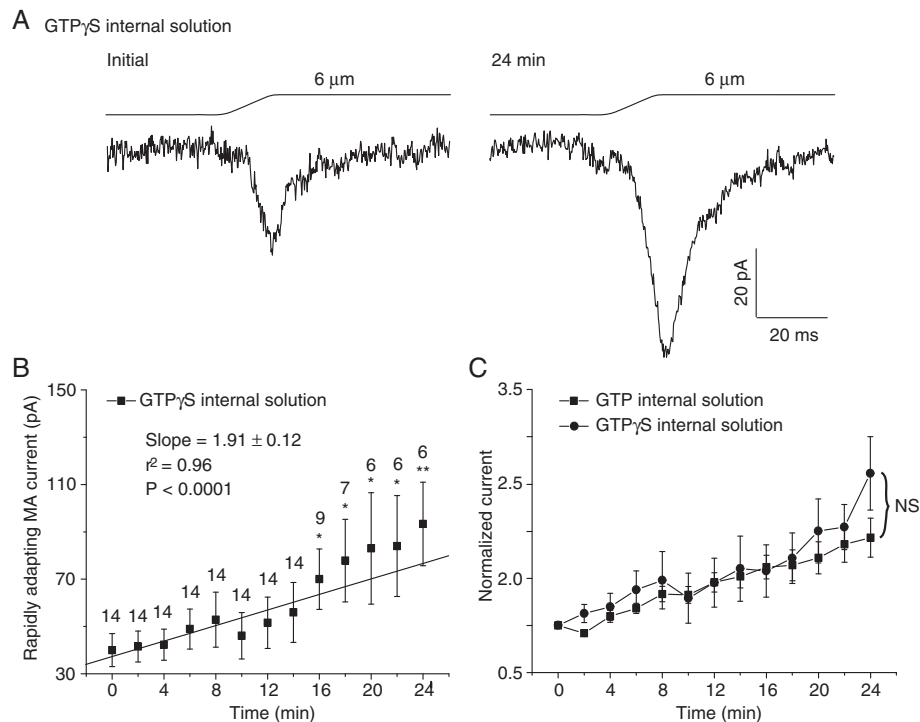 A GTPγS internal solution
Initial
24 min
6 μm
6 μm
20 pA
20 ms
B
Rapidly adapting MA current (pA)
150
110
70
30
GTPγS internal solution
Slope = 1.91 ± 0.12
r² = 0.96
P < 0.0001
14 14 14 14 14 14 14 14 9 7 6 6 6
* * * * **
0 4 8 12 16 20 24
Time (min)
C
Normalized current
3.5
2.5
2.0
0.5
GTP internal solution
GTPγS internal solution
NS
0 4 8 12 16 20 24
Time (min)